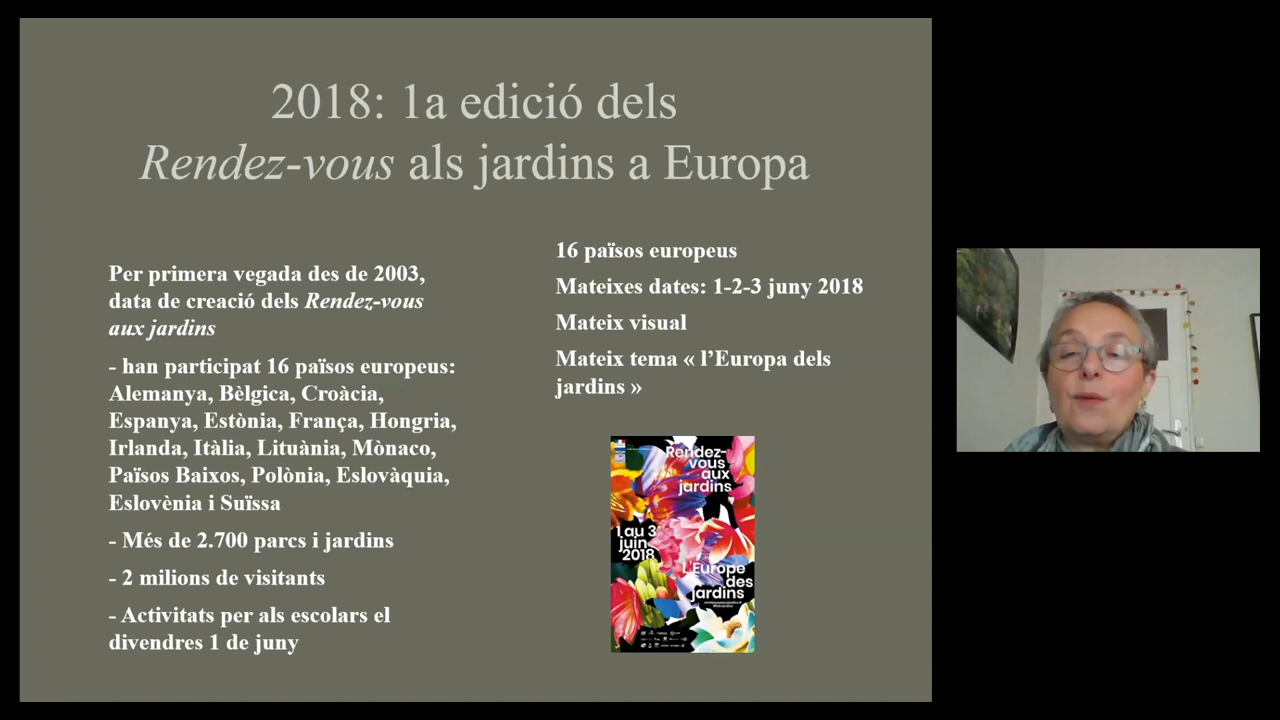 2018: 1a edició dels
Rendez-vous als jardins a Europa
Per primera vegada des de 2003,
data de creació dels Rendez-vous
aux jardins
- han participat 16 països europeus:
Alemanya, Bèlgica, Croàcia,
Espanya, Estònia, França, Hongria,
Irlanda, Itàlia, Lituània, Mònaco,
Països Baixos, Polònia, Eslovàquia,
Eslovènia i Suïssa
- Més de 2.700 parcs i jardins
- 2 milions de visitants
- Activitats per als escolars el
divendres 1 de juny
16 països europeus
Mateixes dates: 1-2-3 juny 2018
Mateix visual
Mateix tema « l’Europa dels
jardins »
Rendez-
vous
aux
jardins
1 au 3
juin
2018
L'Europe
des
jardins